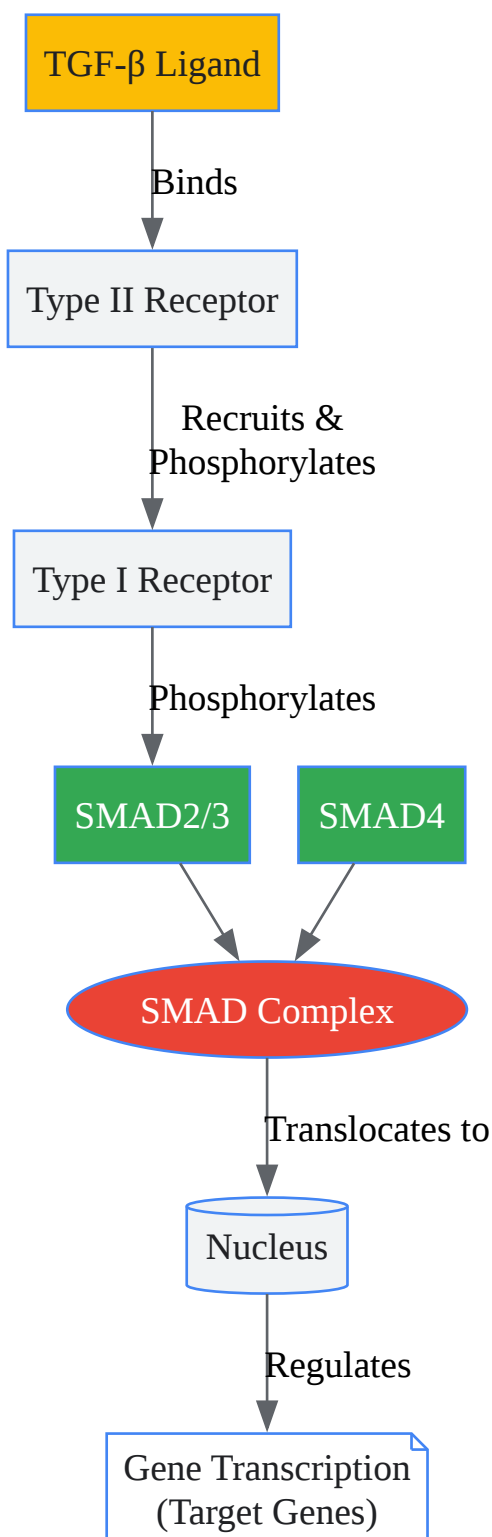 TGF-β Ligand
Binds
Type II Receptor
Recruits &
Phosphorylates
Type I Receptor
Phosphorylates
SMAD2/3
SMAD4
SMAD Complex
Translocates to
Nucleus
Regulates
Gene Transcription
(Target Genes)